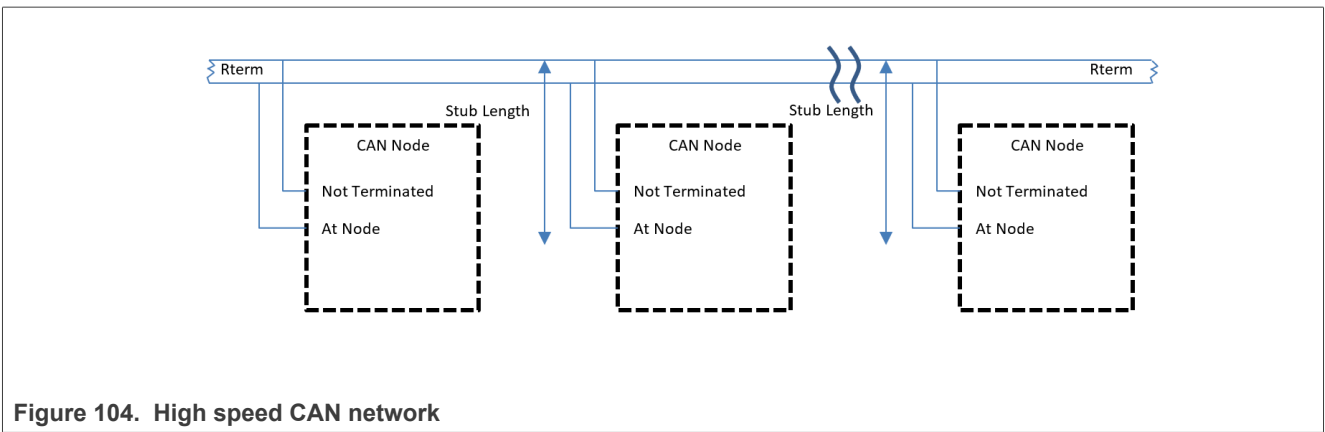 Rterm
Rterm
Stub Length
Stub Length
CAN Node
Not Terminated
At Node
CAN Node
Not Terminated
At Node
CAN Node
Not Terminated
At Node
Figure 104. High speed CAN network